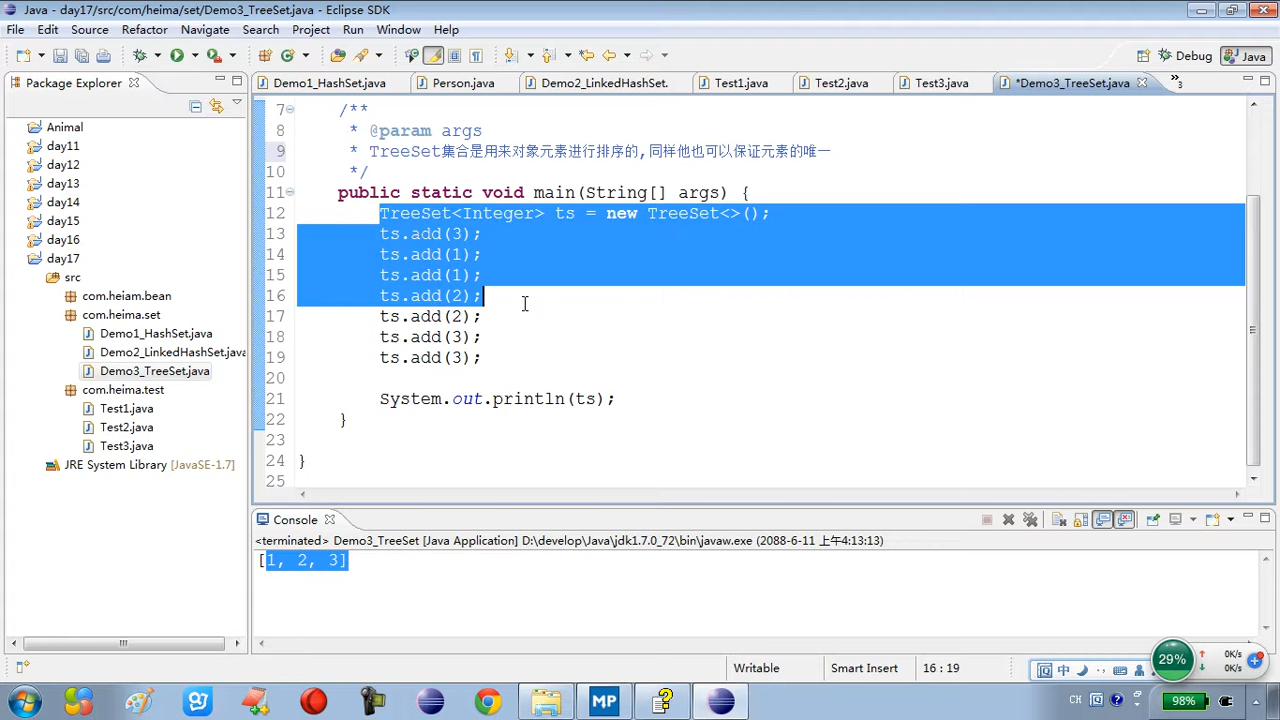 Java - day17/src/com/heima/set/Demo3_TreeSet.java - Eclipse SDK
File Edit Source Refactor Navigate Search Project Run Window Help
Debug Java
Package Explorer
Demo1_HashSet.java Person.java Demo2_LinkedHashSet. Test1.java Test2.java Test3.java *Demo3_TreeSet.java »3
Animal
day11
day12
day13
day14
day15
day16
day17
src
com.heiam.bean
com.heima.set
Demo1_HashSet.java
Demo2_LinkedHashSet.java
Demo3_TreeSet.java
com.heima.test
Test1.java
Test2.java
Test3.java
JRE System Library [JavaSE-1.7]
7 /**
8 * @param args
9 * TreeSet集合是用来对象元素进行排序的,同样他也可以保证元素的唯一
10 */
11 public static void main(String[] args) {
12 TreeSet<Integer> ts = new TreeSet<>();
13 ts.add(3);
14 ts.add(1);
15 ts.add(1);
16 ts.add(2);
17 ts.add(2);
18 ts.add(3);
19 ts.add(3);
20
21 System.out.println(ts);
22 }
23
24 }
25
Console
<terminated> Demo3_TreeSet [Java Application] D:\develop\Java\jdk1.7.0_72\bin\javaw.exe (2088-6-11 上午4:13:13)
[1, 2, 3]
Writable Smart Insert 16 : 19
中
29% 0K/s
0K/s
MP CH 98%